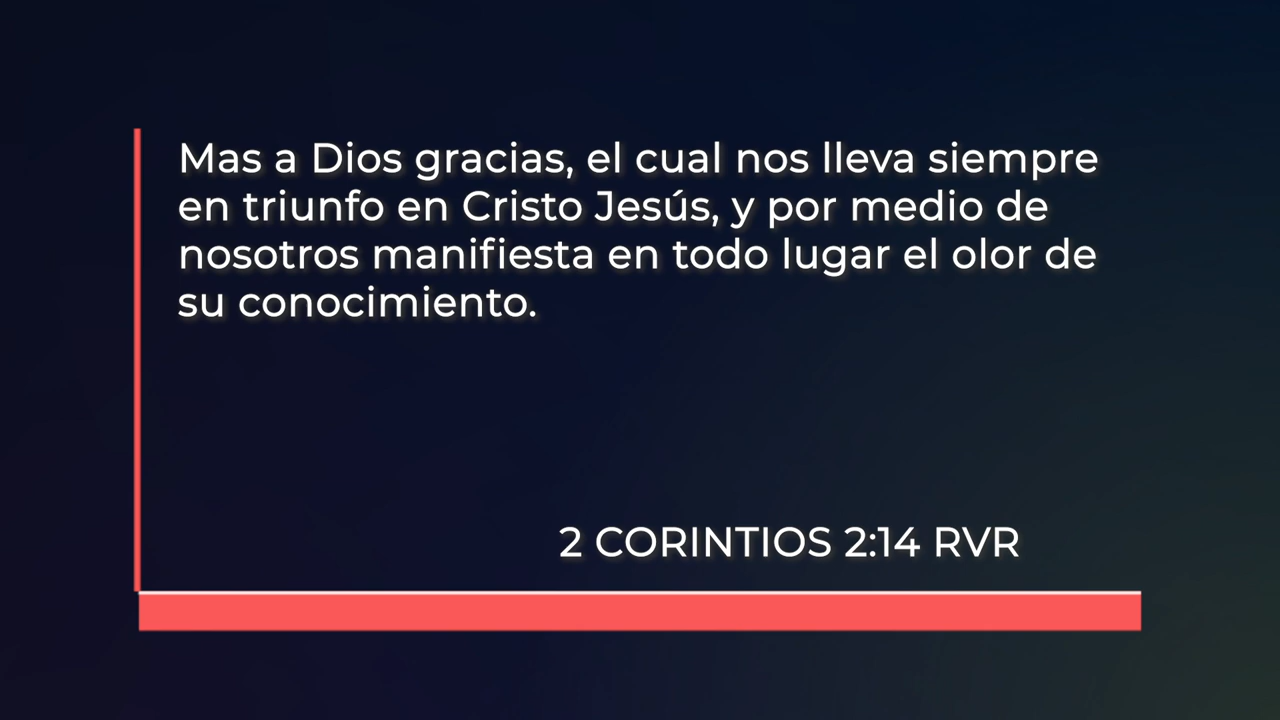 Mas a Dios gracias, el cual nos lleva siempre
en triunfo en Cristo Jesús, y por medio de
nosotros manifiesta en todo lugar el olor de
su conocimiento.
2 CORINTIOS 2:14 RVR